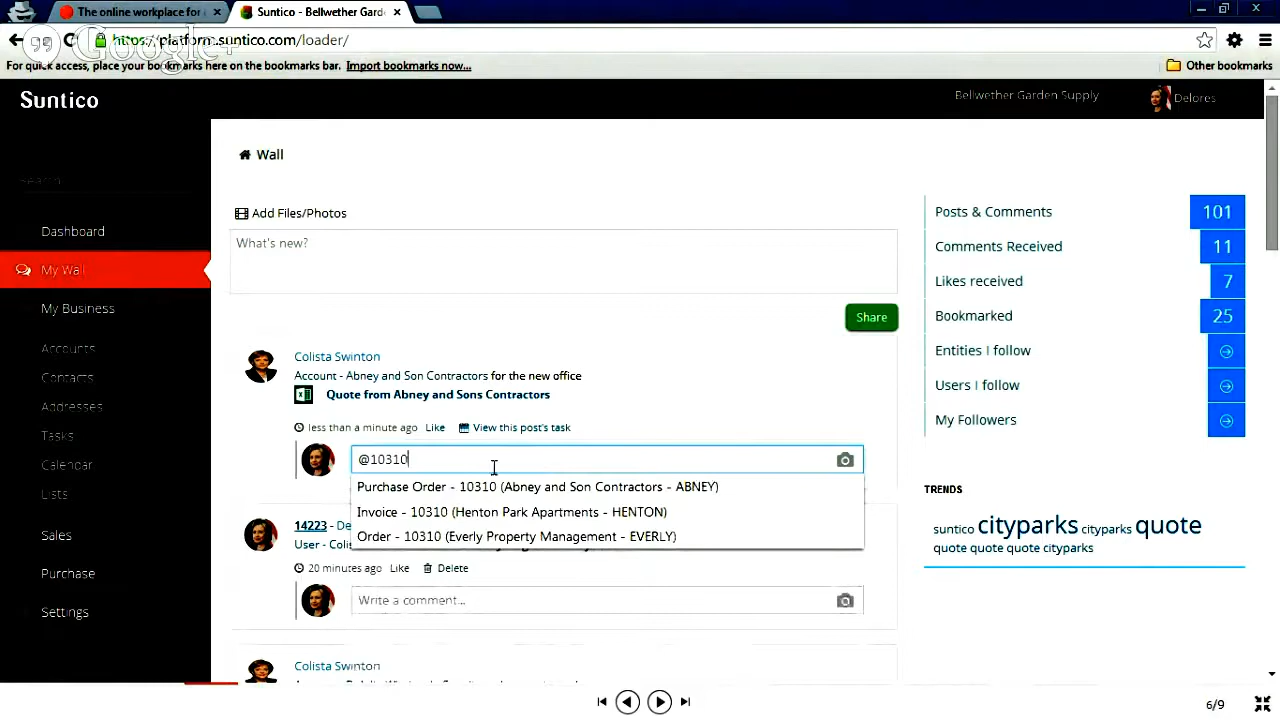 The online workplace for
Suntico - Bellwether Gard
https://platform.suntico.com/loader/
Google+
For quick access, place your bookmarks here on the bookmarks bar. Import bookmarks now...
Other bookmarks
Suntico
Bellwether Garden Supply
Delores
Search
Dashboard
My Wall
My Business
Accounts
Contacts
Addresses
Tasks
Calendar
Lists
Sales
Purchase
Settings
Wall
Add Files/Photos
What's new?
Share
Colista Swinton
Account - Abney and Son Contractors for the new office
Quote from Abney and Sons Contractors
less than a minute ago Like View this post's task
@10310
Purchase Order - 10310 (Abney and Son Contractors - ABNEY)
Invoice - 10310 (Henton Park Apartments - HENTON)
Order - 10310 (Everly Property Management - EVERLY)
14223 - De
User - Coli
20 minutes ago Like Delete
Write a comment...
Colista Swinton
Posts & Comments 101
Comments Received 11
Likes received 7
Bookmarked 25
Entities I follow
Users I follow
My Followers
TRENDS
suntico cityparks cityparks quote
quote quote quote cityparks
6/9